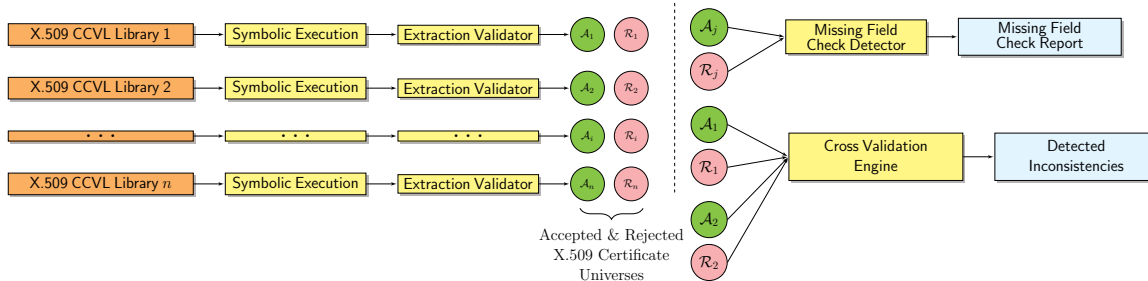 X.509 CCVL Library 1
Symbolic Execution
Extraction Validator
𝒜₁
ℛ₁
X.509 CCVL Library 2
Symbolic Execution
Extraction Validator
𝒜₂
ℛ₂
...
...
...
𝒜ᵢ
ℛᵢ
X.509 CCVL Library n
Symbolic Execution
Extraction Validator
𝒜ₙ
ℛₙ
Accepted & Rejected
X.509 Certificate
Universes
𝒜ⱼ
ℛⱼ
Missing Field
Check Detector
Missing Field
Check Report
𝒜₁
ℛ₁
𝒜₂
ℛ₂
Cross Validation
Engine
Detected
Inconsistencies